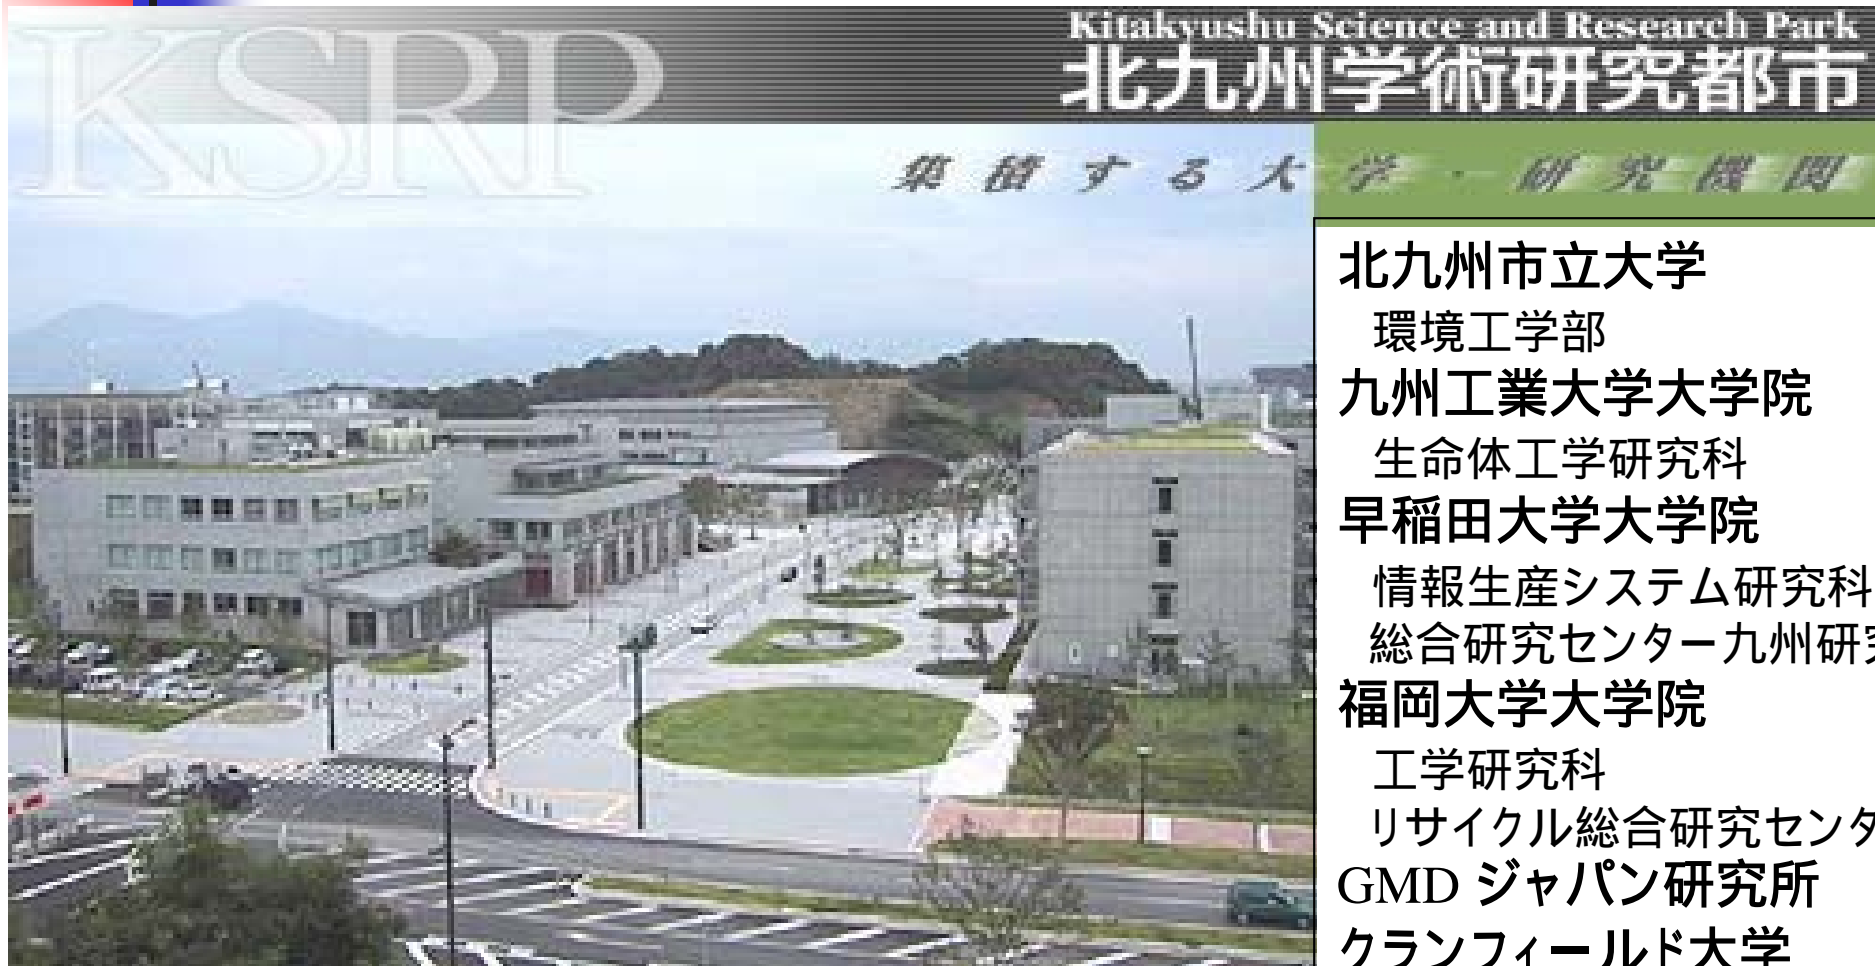 KSRP
Kitakyushu Science and Research Park
北九州学術研究都市
集積する大学・研究機関
北九州市立大学
環境工学部
九州工業大学大学院
生命体工学研究科
早稲田大学大学院
情報生産システム研究科
総合研究センター九州研究
福岡大学大学院
工学研究科
リサイクル総合研究センタ
GMD ジャパン研究所
クランフィールド大学